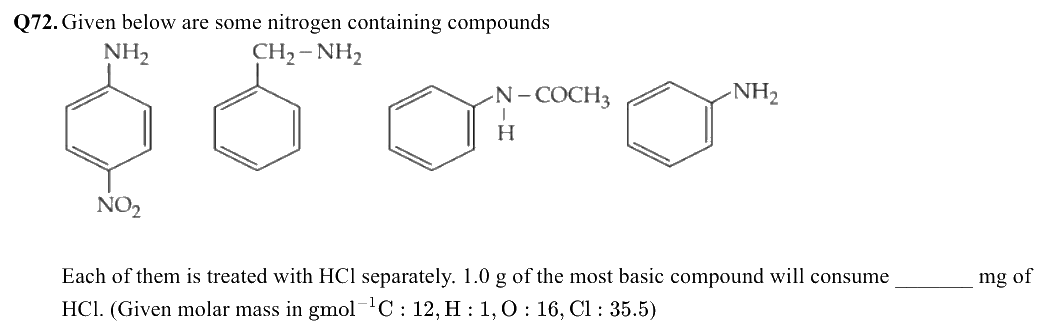 Q72. Given below are some nitrogen containing compounds
NH₂
CH₂ – NH₂
N – COCH₃
H
NH₂
NO₂
Each of them is treated with HCl separately. 1.0 g of the most basic compound will consume ________ mg of
HCl. (Given molar mass in gmol⁻¹C : 12, H : 1, O : 16, Cl : 35.5)